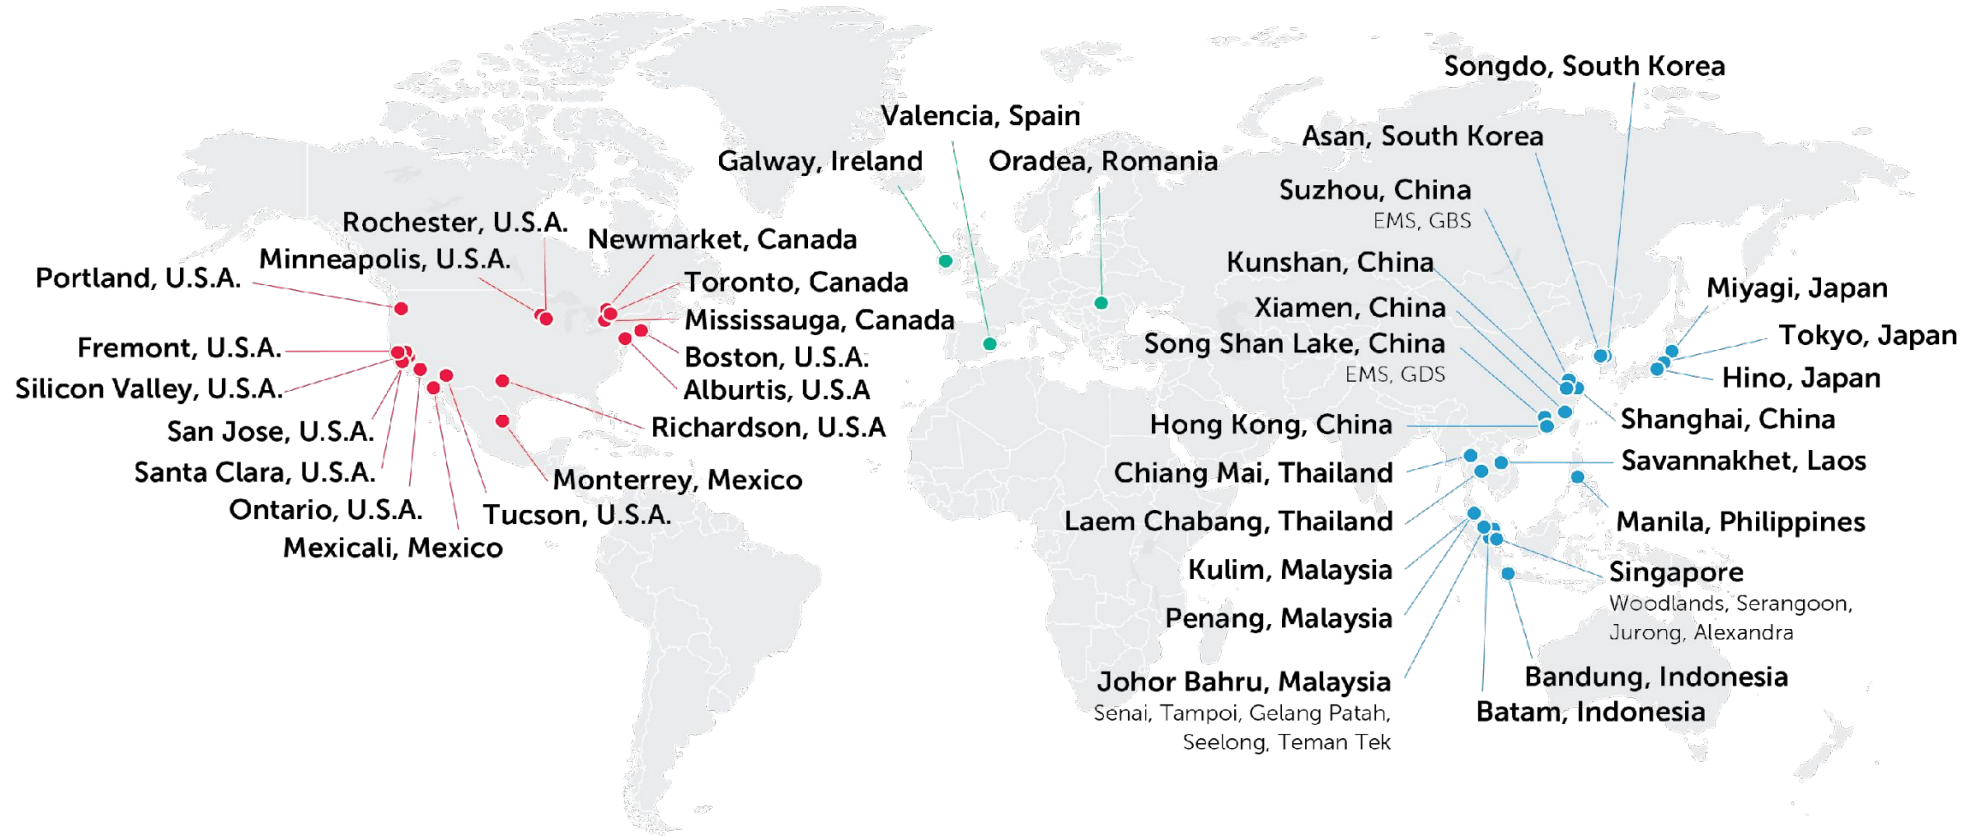 Songdo, South Korea
Valencia, Spain
Asan, South Korea
Galway, Ireland
Oradea, Romania
Suzhou, China
EMS, GBS
Rochester, U.S.A.
Newmarket, Canada
Minneapolis, U.S.A.
Kunshan, China
Portland, U.S.A.
Toronto, Canada
Miyagi, Japan
Xiamen, China
Mississauga, Canada
Tokyo, Japan
Fremont, U.S.A.
Song Shan Lake, China
EMS, GDS
Boston, U.S.A.
Hino, Japan
Silicon Valley, U.S.A.
Alburtis, U.S.A
Shanghai, China
San Jose, U.S.A.
Richardson, U.S.A
Hong Kong, China
Savannakhet, Laos
Santa Clara, U.S.A.
Monterrey, Mexico
Chiang Mai, Thailand
Ontario, U.S.A.
Tucson, U.S.A.
Laem Chabang, Thailand
Manila, Philippines
Mexicali, Mexico
Kulim, Malaysia
Singapore
Woodlands, Serangoon,
Jurong, Alexandra
Penang, Malaysia
Bandung, Indonesia
Johor Bahru, Malaysia
Senai, Tampoi, Gelang Patah,
Seelong, Teman Tek
Batam, Indonesia